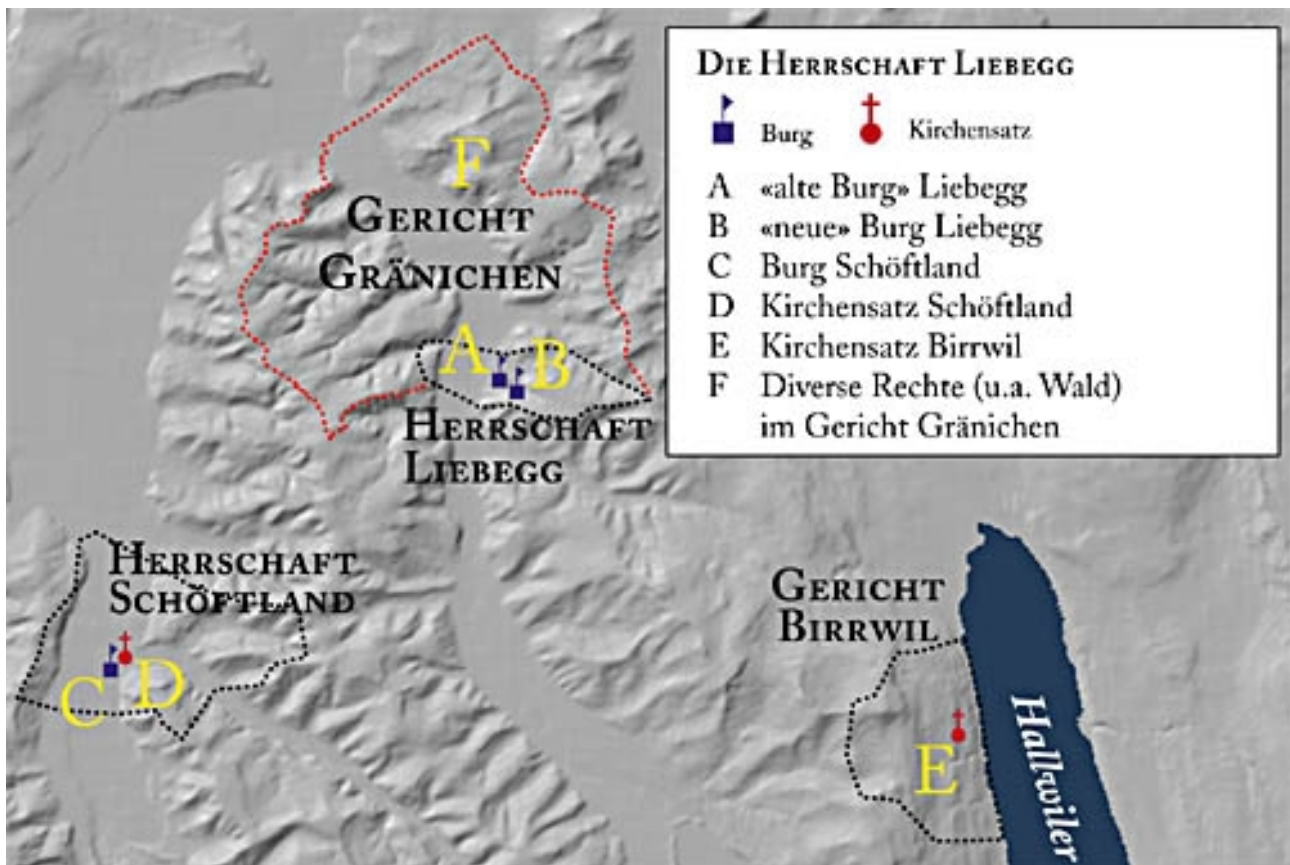 DIE HERRSCHAFT LIEBEGG
Burg Kirchensatz
A «alte Burg» Liebegg
B «neue» Burg Liebegg
C Burg Schöftland
D Kirchensatz Schöftland
E Kirchensatz Birrwil
F Diverse Rechte (u.a. Wald)
im Gericht Gränichen
F
GERICHT
GRÄNICHEN
A B
HERRSCHAFT
LIEBEGG
HERRSCHAFT
SCHÖFTLAND
C D
GERICHT
BIRRWIL
E
Hallwiler